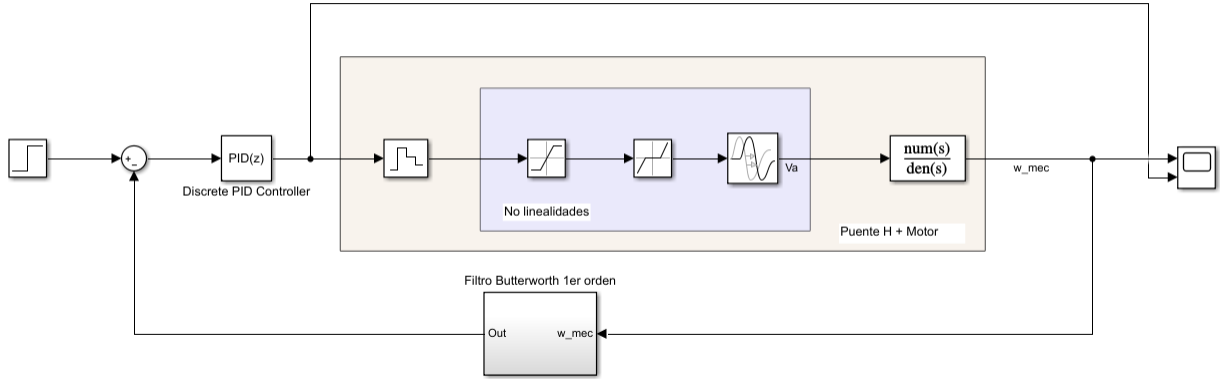 PID(z)
Discrete PID Controller
No linealidades
Va
num(s)
den(s)
w_mec
Puente H + Motor
Filtro Butterworth 1er orden
Out
w_mec